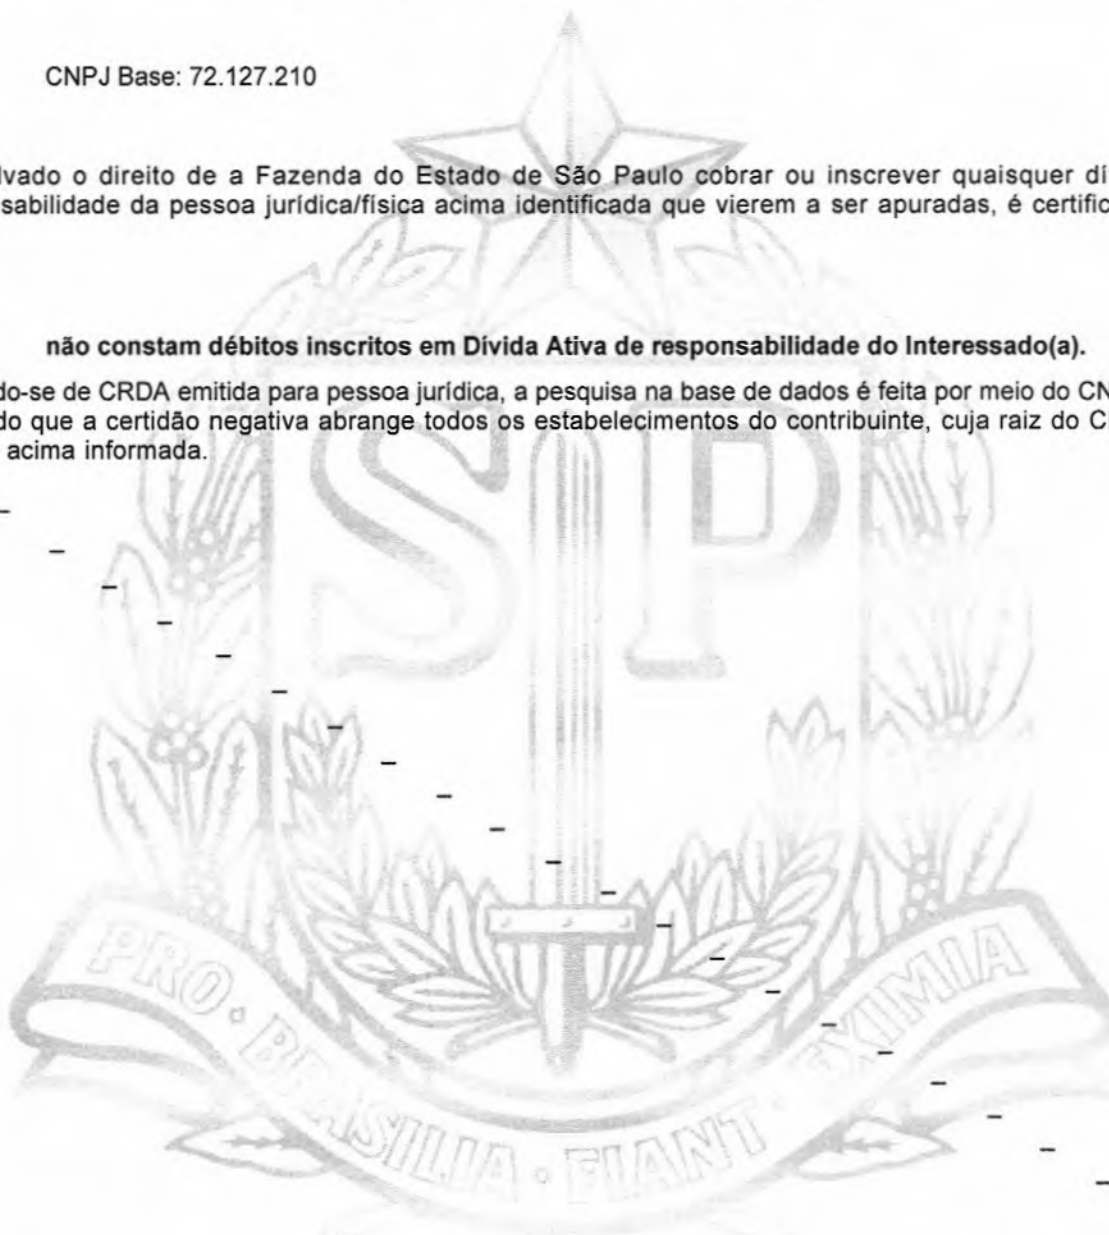 CNPJ Base: 72.127.210
lvado o direito de a Fazenda do Estado de São Paulo cobrar ou inscrever quaisquer dí
sabilidade da pessoa jurídica/física acima identificada que vierem a ser apuradas, é certific
não constam débitos inscritos em Dívida Ativa de responsabilidade do Interessado(a).
do-se de CRDA emitida para pessoa jurídica, a pesquisa na base de dados é feita por meio do CN
do que a certidão negativa abrange todos os estabelecimentos do contribuinte, cuja raiz do C
acima informada.
SP
PRO · BRASILIA · FIANT · EXIMIA